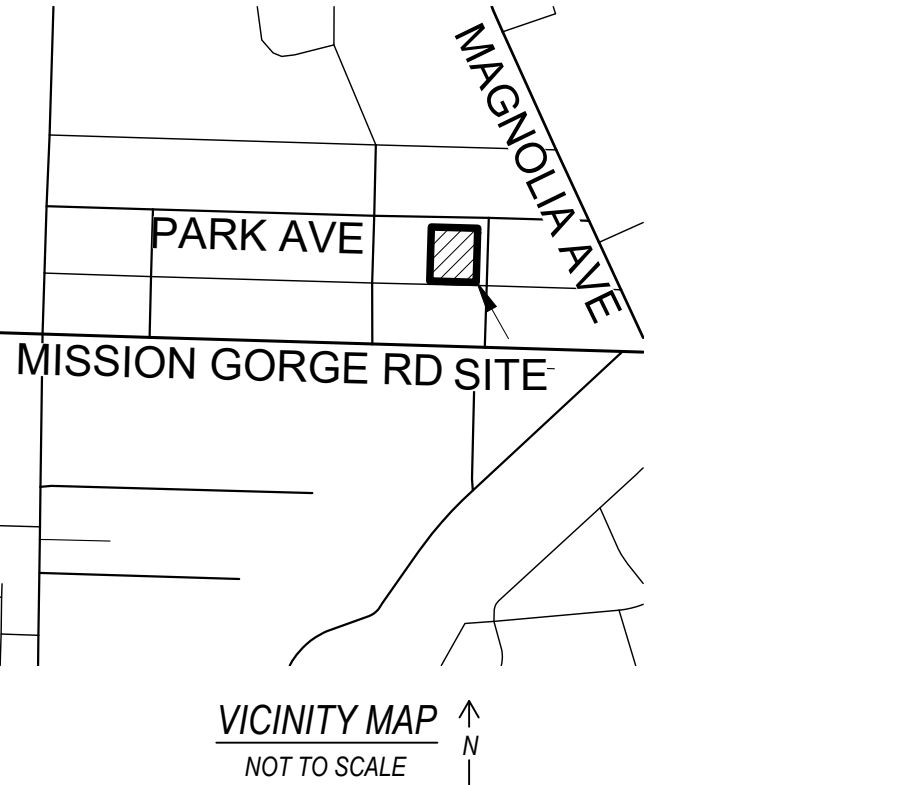 MAGNOLIA AVE
PARK AVE
MISSION GORGE RD
SITE
VICINITY MAP
N
NOT TO SCALE